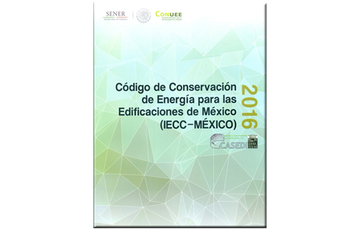 SENER
CONUEE
Código de Conservación
de Energía para las
Edificaciones de México
(IECC-MÉXICO)
2016
CASEDI